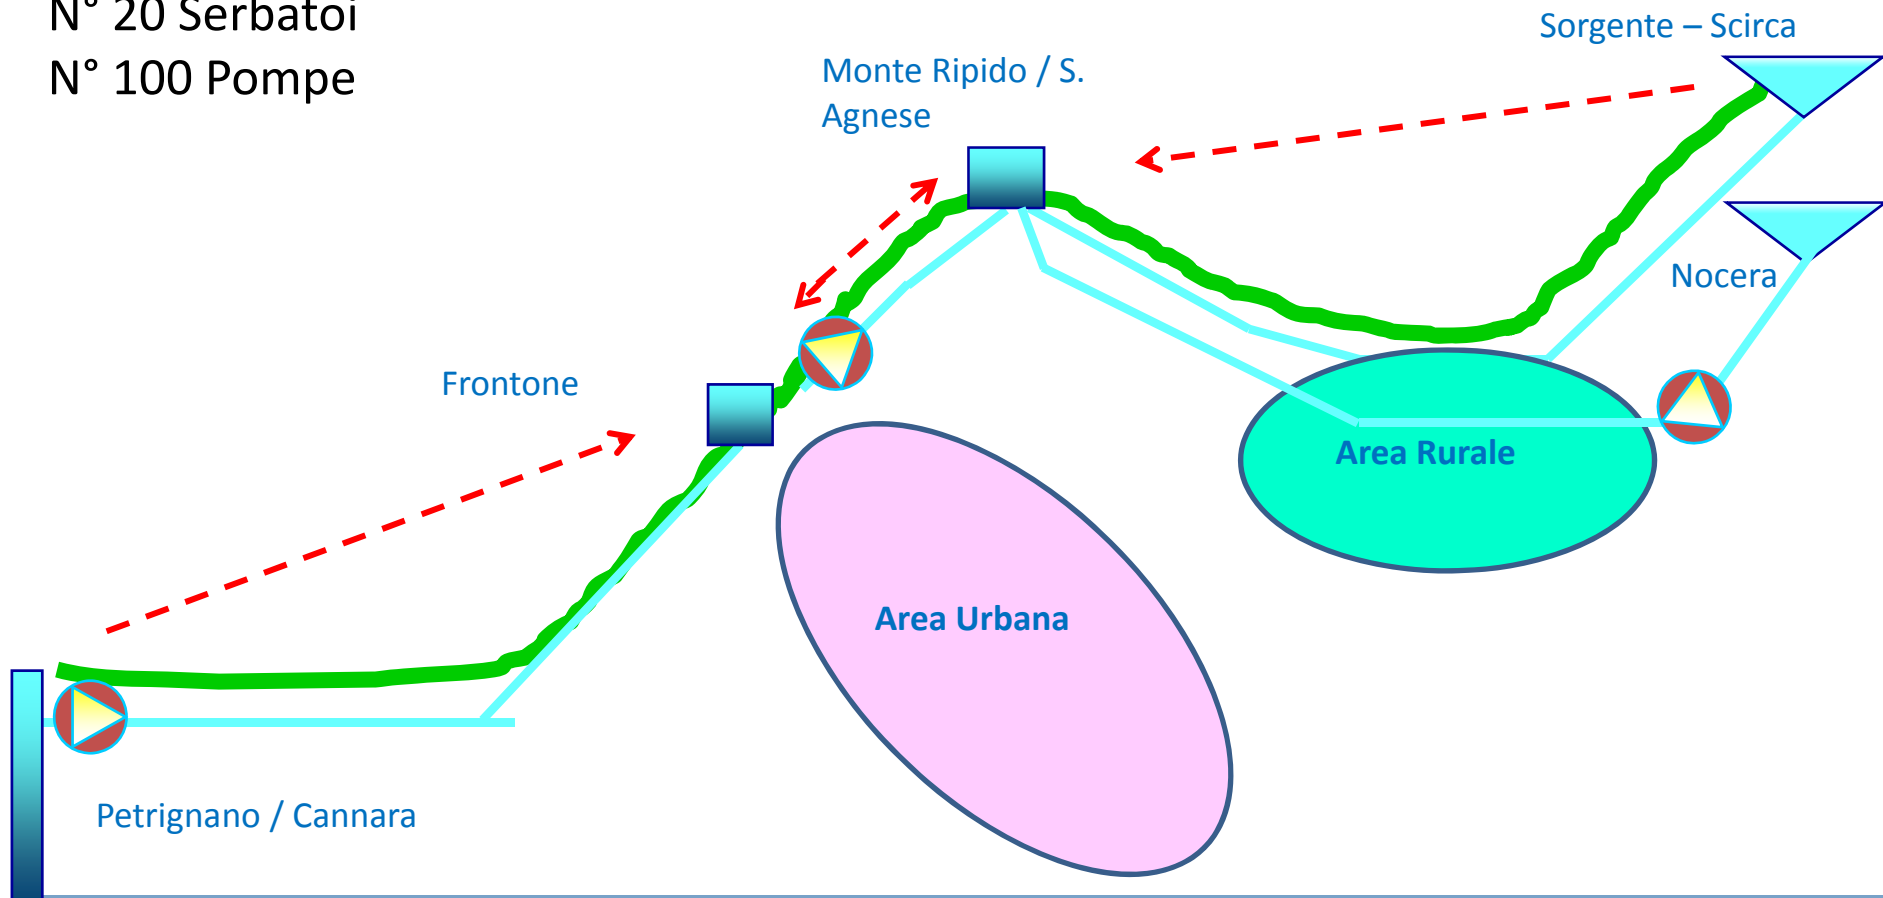 N° 20 Serbatoi
N° 100 Pompe
Sorgente – Scirca
Monte Ripido / S.
Agnese
Nocera
Frontone
Area Rurale
Area Urbana
Petrignano / Cannara